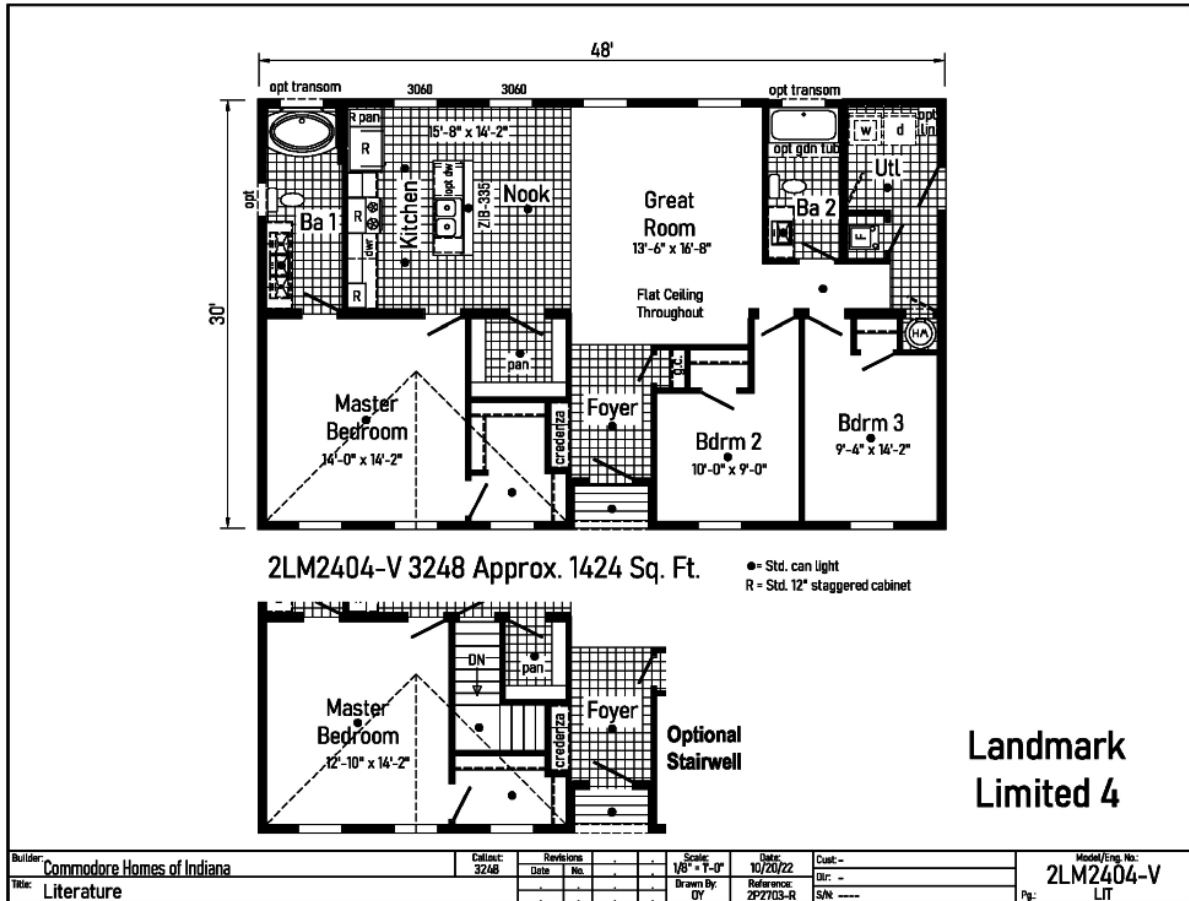 48'
opt transom
3060
3060
opt transom
30'
R pan
15'-8" x 14'-2"
R
opt dw
opt gdn tub
w
d
opt lin
Utl
opt
Ba 1
R
Kitchen
ZIB-335
Nook
Great
Room
13'-6" x 16'-8"
Ba 2
F
dwr
R
Flat Ceiling
Throughout
HW
pan
g.c.
Master
Bedroom
14'-0" x 14'-2"
credenza
Foyer
Bdrm 2
10'-0" x 9'-0"
Bdrm 3
9'-4" x 14'-2"
2LM2404-V 3248 Approx. 1424 Sq. Ft.
●= Std. can light
R = Std. 12" staggered cabinet
DN
pan
Master
Bedroom
12'-10" x 14'-2"
credenza
Foyer
Optional
Stairwell
Landmark
Limited 4
Builder: Commodore Homes of Indiana
Title: Literature
Callout: 3248
Revisions
Date No.
Scale: 1/8" = 1'-0"
Date: 10/20/22
Drawn By: OY
Reference: 2P2703-R
Cust: -
Dlr: -
S/N: ----
Model/Eng. No.: 2LM2404-V
Pg.: LIT